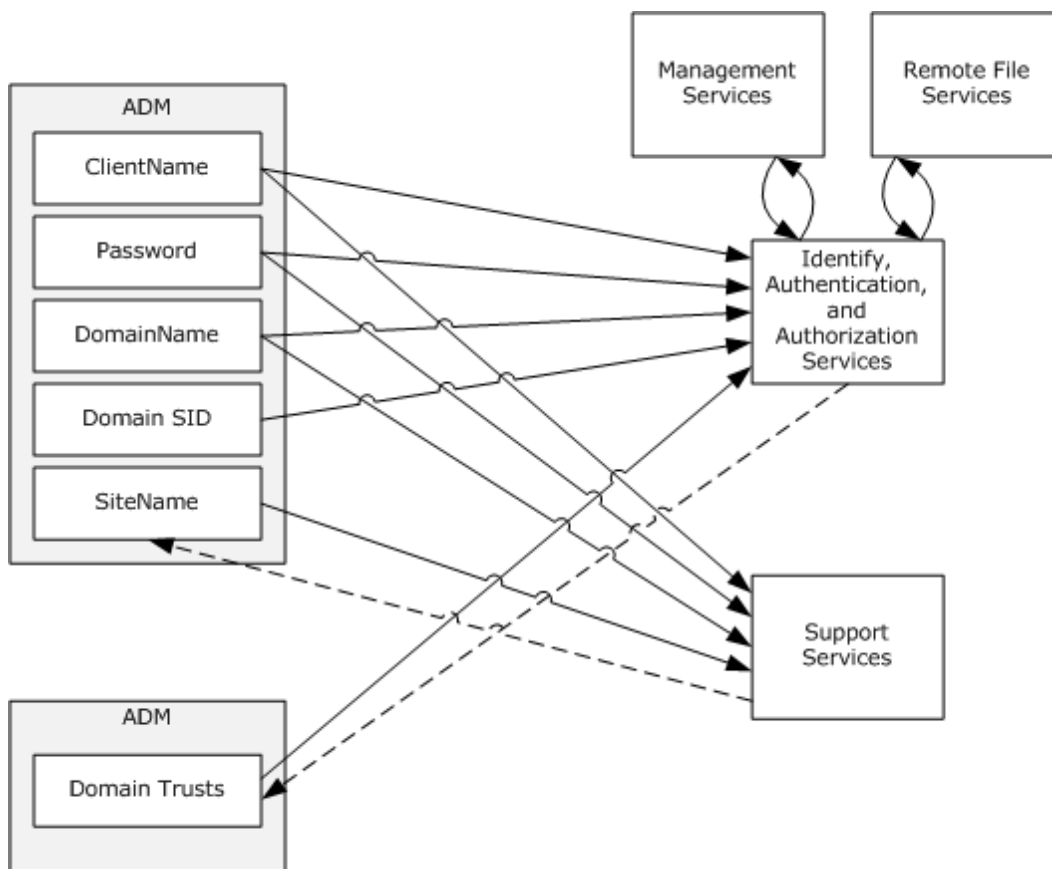 ADM
ClientName
Password
DomainName
Domain SID
SiteName
ADM
Domain Trusts
Management
Services
Remote File
Services
Identify,
Authentication,
and
Authorization
Services
Support
Services